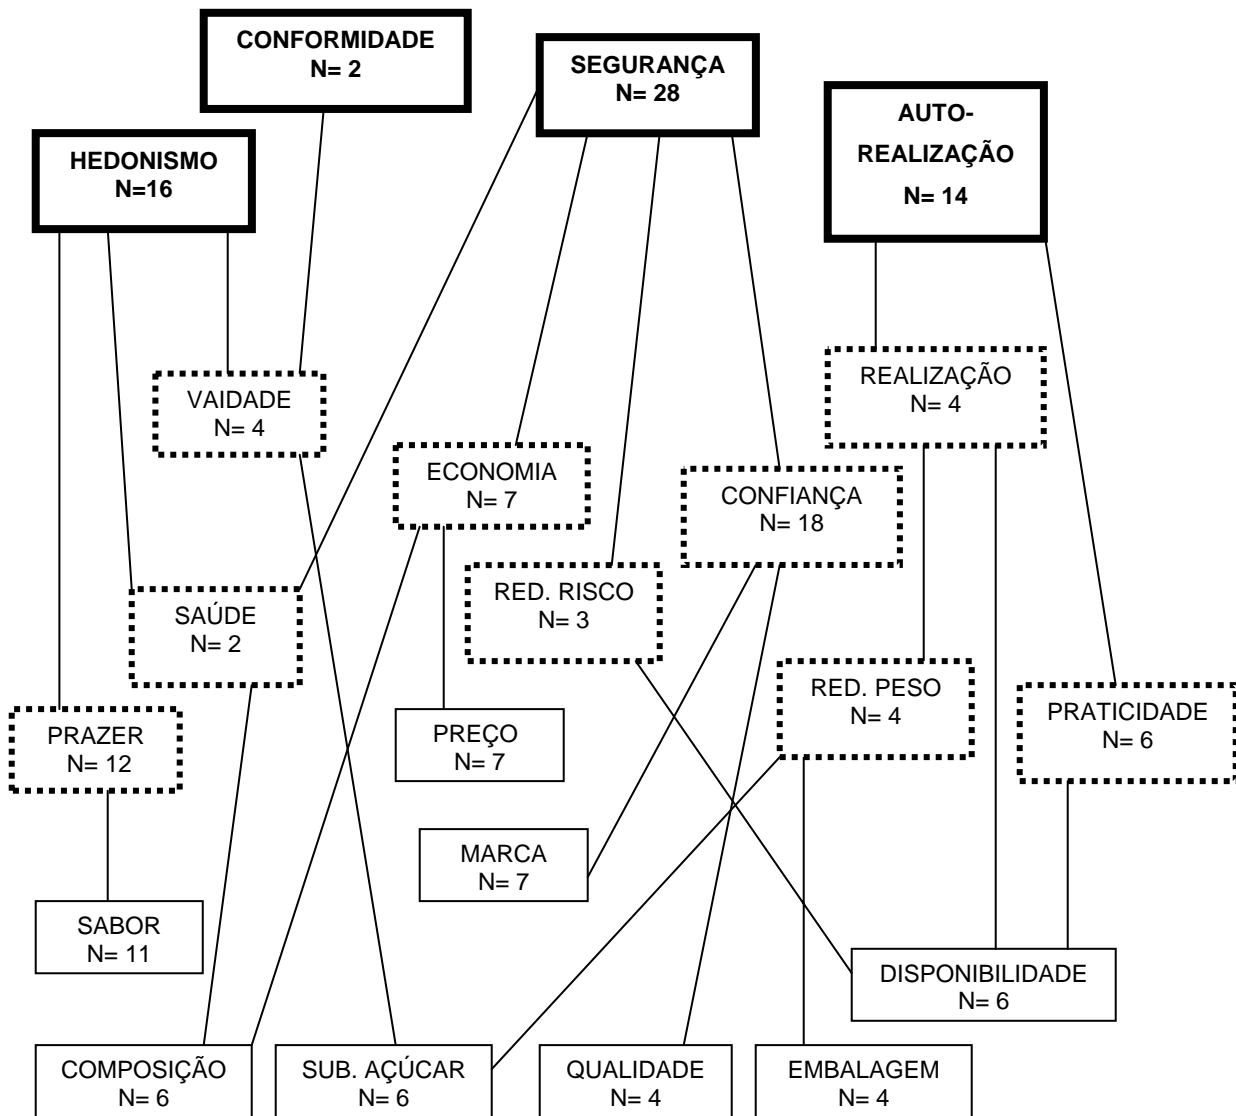 CONFORMIDADE
N= 2
SEGURANÇA
N= 28
AUTO-
REALIZAÇÃO
N= 14
HEDONISMO
N=16
VAIDADE
N= 4
REALIZAÇÃO
N= 4
ECONOMIA
N= 7
CONFIANÇA
N= 18
SAÚDE
N= 2
RED. RISCO
N= 3
RED. PESO
N= 4
PRATICIDADE
N= 6
PRAZER
N= 12
PREÇO
N= 7
MARCA
N= 7
SABOR
N= 11
DISPONIBILIDADE
N= 6
COMPOSIÇÃO
N= 6
SUB. AÇÚCAR
N= 6
QUALIDADE
N= 4
EMBALAGEM
N= 4